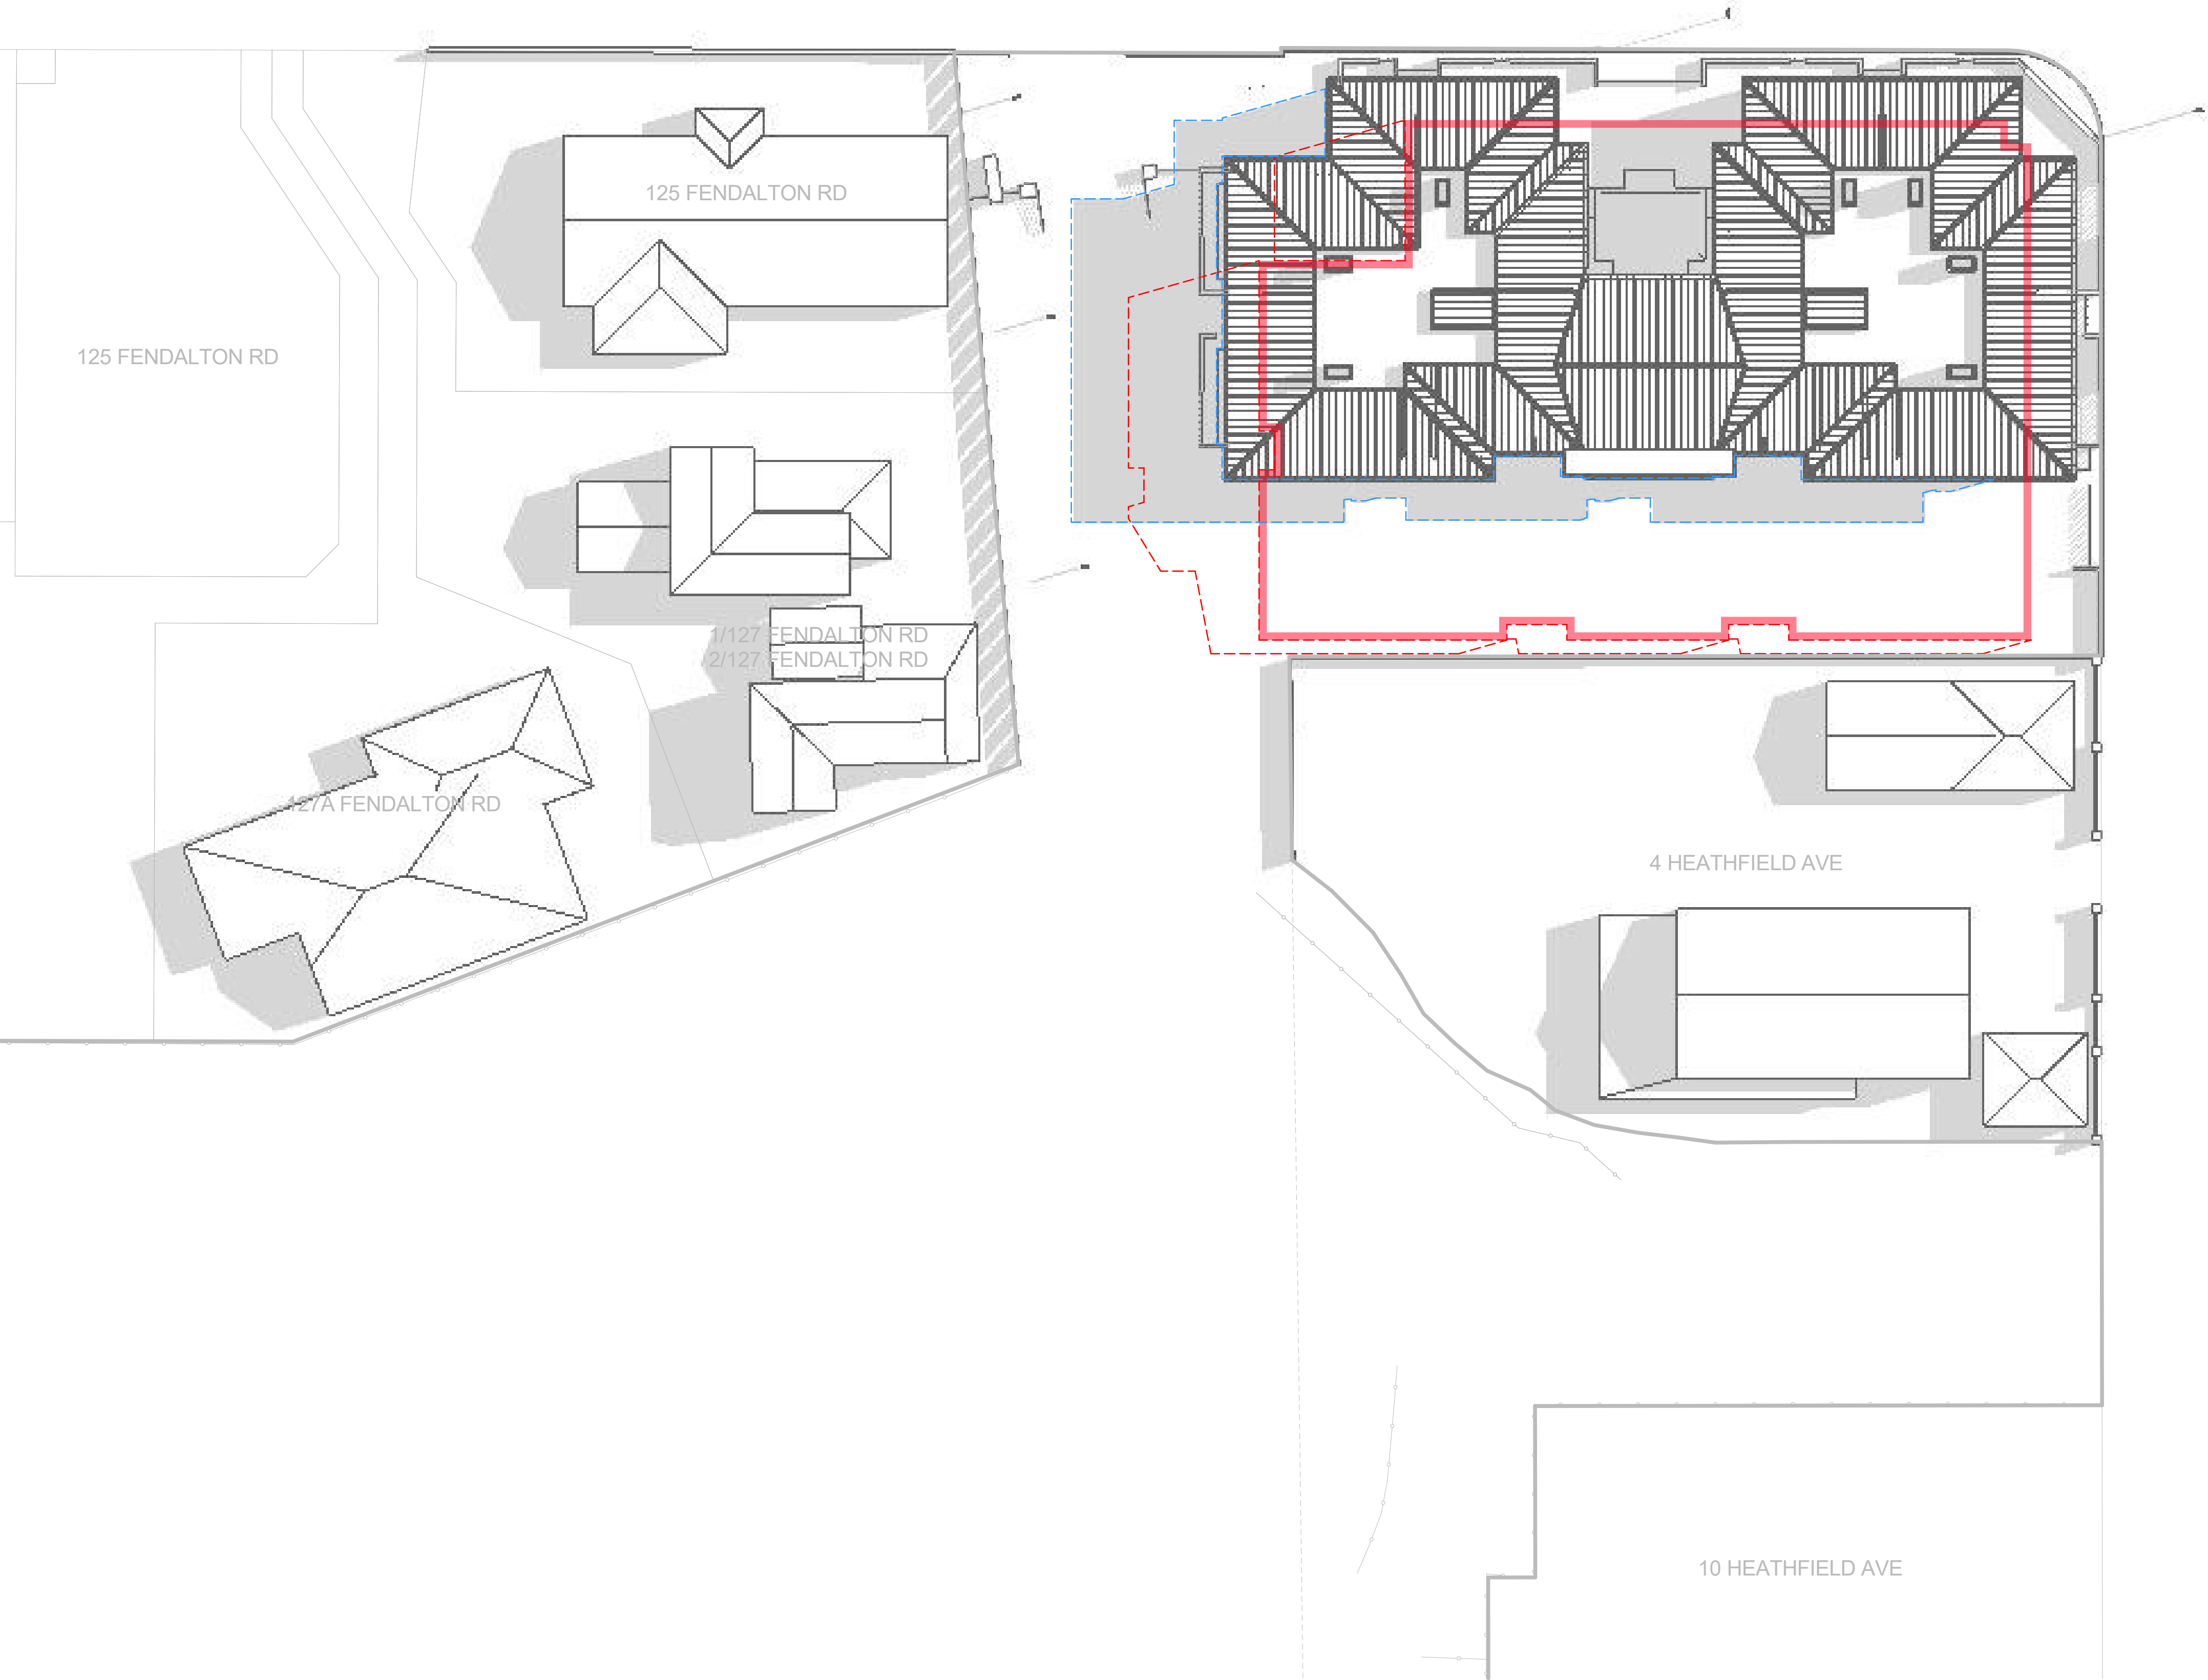 125 FENDALTON RD
125 FENDALTON RD
1/127 FENDALTON RD
2/127 FENDALTON RD
127A FENDALTON RD
4 HEATHFIELD AVE
10 HEATHFIELD AVE